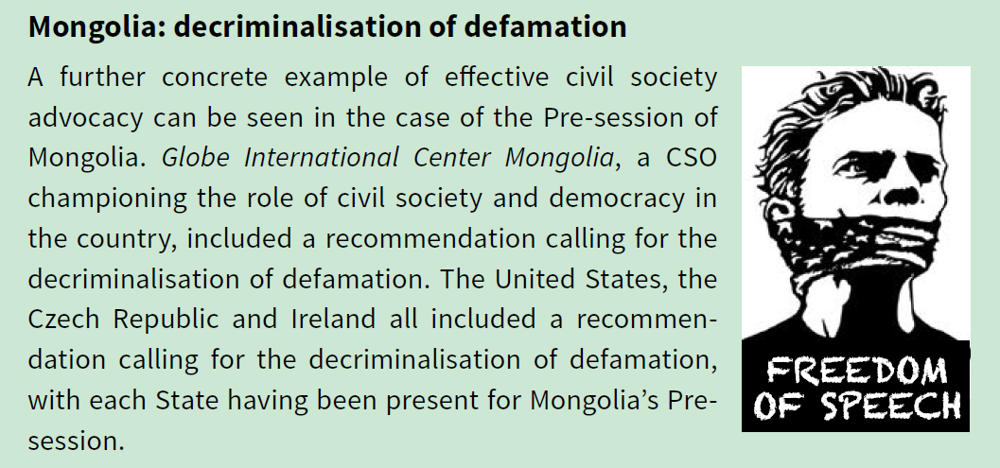 Mongolia: decriminalisation of defamation
A further concrete example of effective civil society
advocacy can be seen in the case of the Pre-session of
Mongolia. Globe International Center Mongolia, a CSO
championing the role of civil society and democracy in
the country, included a recommendation calling for the
decriminalisation of defamation. The United States, the
Czech Republic and Ireland all included a recommen-
dation calling for the decriminalisation of defamation,
with each State having been present for Mongolia’s Pre-
session.
FREEDOM
OF SPEECH